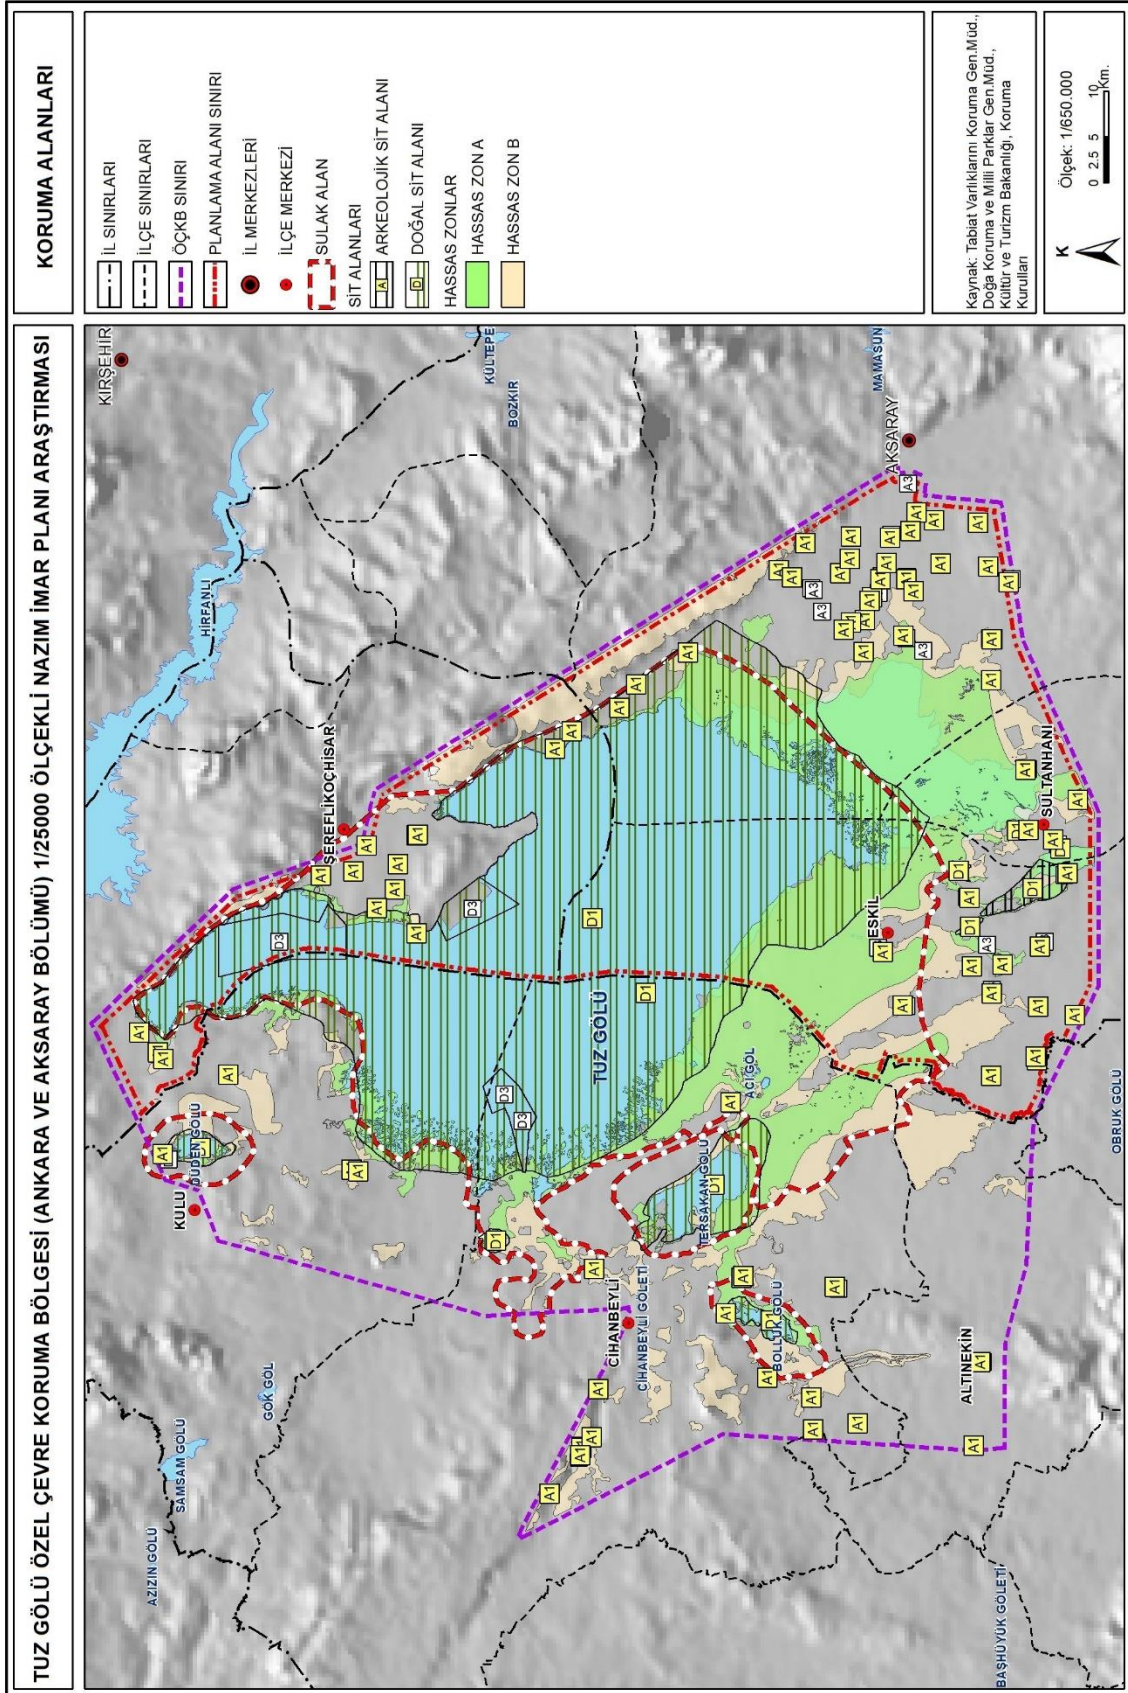 TUZ GÖLÜ ÖZEL ÇEVRE KORUMA BÖLGESİ (ANKARA VE AKSARAY BÖLÜMÜ) 1/25000 ÖLÇEKLİ NAZIM İMAR PLANI ARAŞTIRMASI
KORUMA ALANLARI
İL SINIRLARI
İLÇE SINIRLARI
ÖÇKB SINIRI
PLANLAMA ALANI SINIRI
İL MERKEZLERİ
İLÇE MERKEZİ
SULAK ALAN
SİT ALANLARI
A ARKEOLOJİK SİT ALANI
D DOĞAL SİT ALANI
HASSAS ZONLAR
HASSAS ZON A
HASSAS ZON B
Kaynak: Tabiat Varlıklarını Koruma Gen.Müd.,
Doğa Koruma ve Milli Parklar Gen.Müd.,
Kültür ve Turizm Bakanlığı, Koruma
Kurulları
K
Ölçek: 1/650.000
0 2.5 5 10 Km.
KIRŞEHİR
HİRFANLI
KÜLTEPE
BOZKIR
MAMASUN
AKSARAY
ŞEREFLİKOÇHİSAR
KULU
DÜDEN GÖLÜ
TUZ GÖLÜ
ESKİL
SULTANHANI
ACI GÖL
TERSAKAN GÖLÜ
CİHANBEYLİ
CİHANBEYLİ GÖLETİ
BOLLUK GÖLÜ
ALTINEKİN
OBRUK GÖLÜ
GÖK GÖL
SAMSAM GÖLÜ
AZIZIN GÖLÜ
BAŞHÜYÜK GÖLETİ
A1
A3
D1
D3